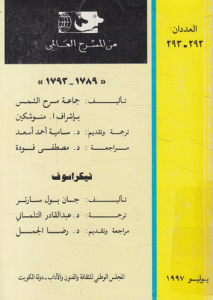 من المسرح العالمي
العددان
٢٩٢ - ٢٩٣
« ١٧٨٩ - ١٧٩٣ »
تأليف : جماعة مسرح الشمس
بإشراف أ. منوشكين
ترجمة وتقديم : د. سامية أحمد أسعد
مراجعة : د. مصطفى فودة
نيكراسوف
تأليف : جان بول سارتر
ترجمة : د. عبدالقادر التلمساني
مراجعة وتقديم : د. رضا الجمل
المجلس الوطني للثقافة والفنون والآداب - دولة الكويت
يوليو ١٩٩٧